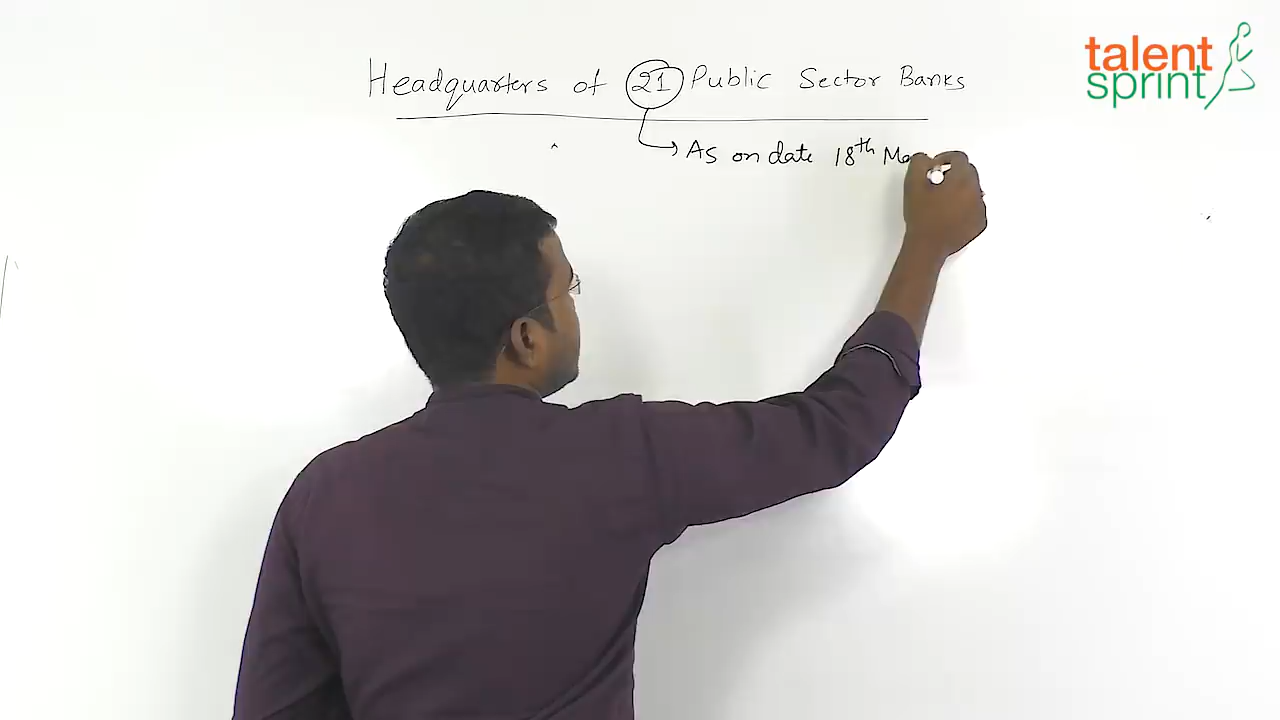 Headquarters of 21 Public Sector Banks
As on date 18th
talent
sprint